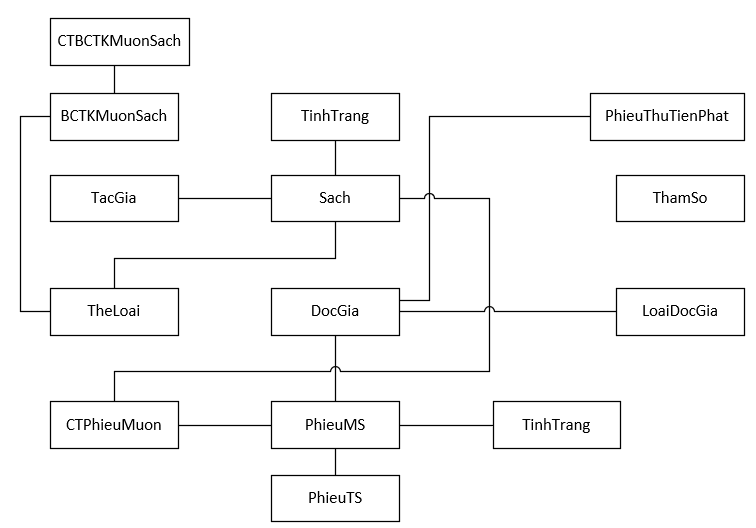 CTBCTKMuonSach
BCTKMuonSach
TinhTrang
PhieuThuTienPhat
TacGia
Sach
ThamSo
TheLoai
DocGia
LoaiDocGia
CTPhieuMuon
PhieuMS
TinhTrang
PhieuTS